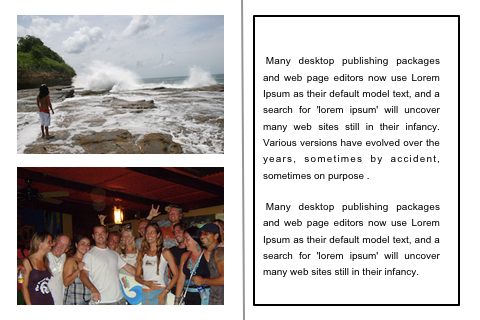 Many desktop publishing packages
and web page editors now use Lorem
Ipsum as their default model text, and a
search for 'lorem ipsum' will uncover
many web sites still in their infancy.
Various versions have evolved over the
years, sometimes by accident,
sometimes on purpose .
Many desktop publishing packages
and web page editors now use Lorem
Ipsum as their default model text, and a
search for 'lorem ipsum' will uncover
many web sites still in their infancy.